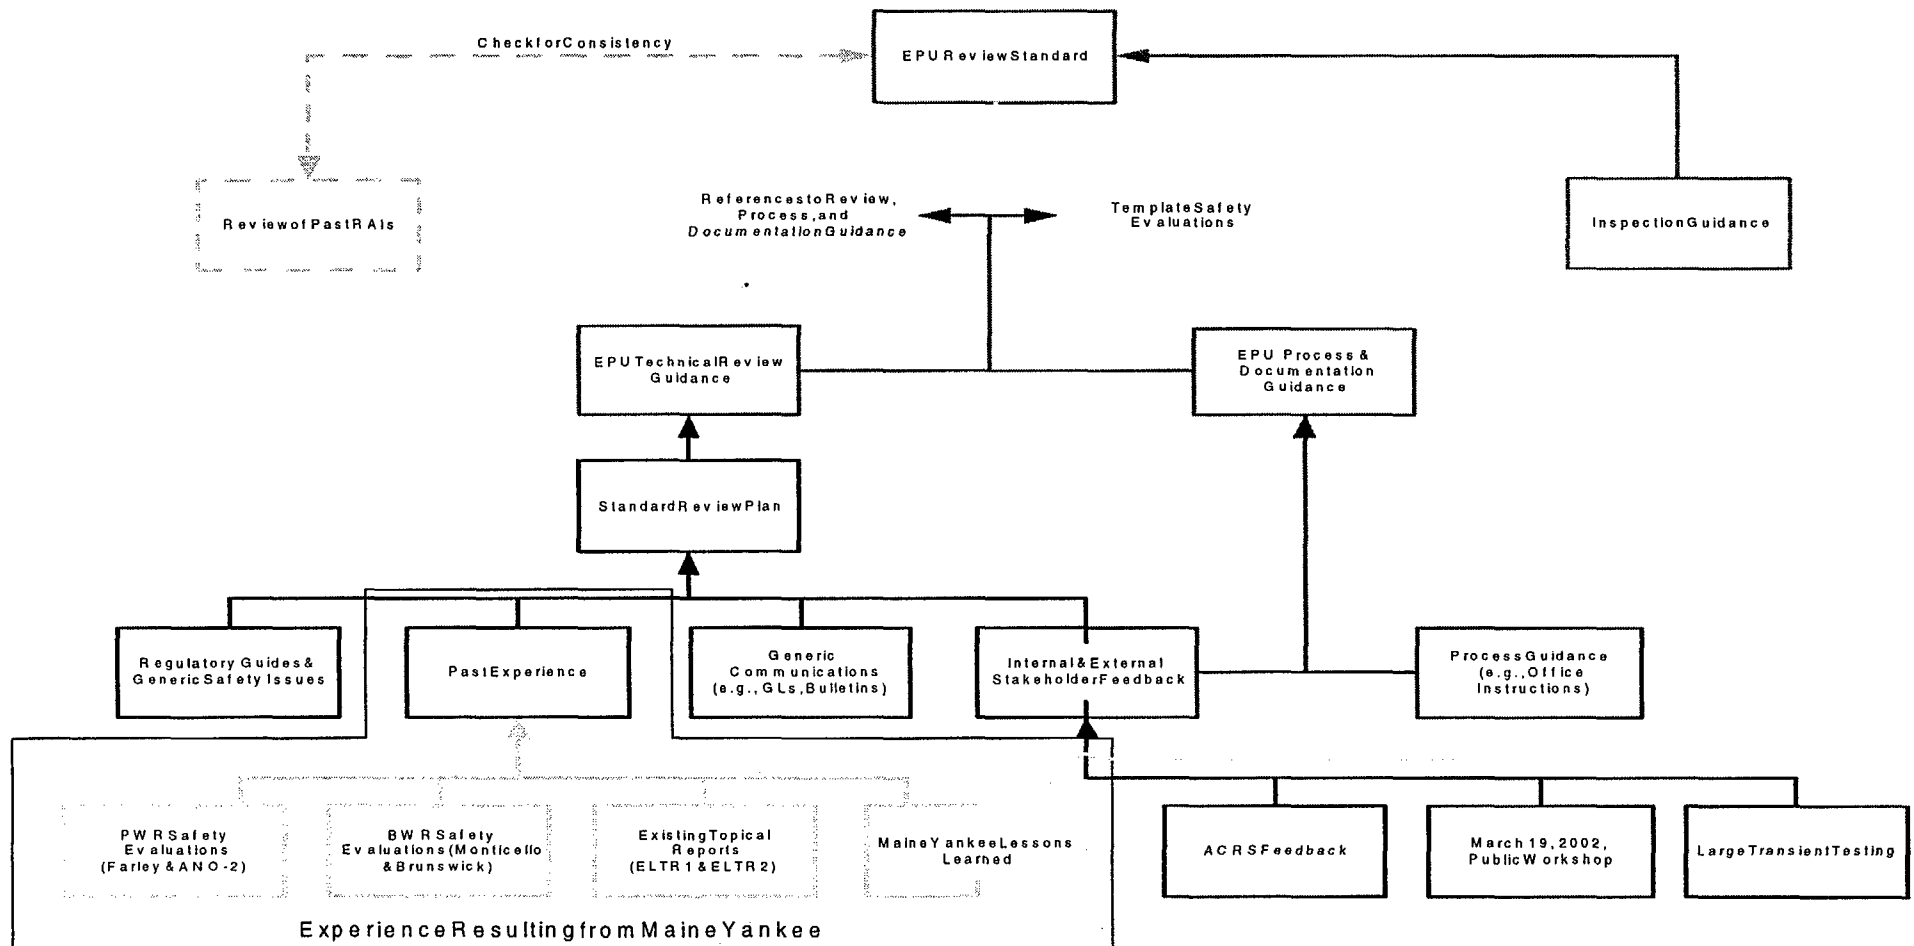 Check for Consistency
EPU Review Standard
References to Review,
Process, and
Documentation Guidance
Template Safety
Evaluations
Review of Past RAIs
Inspection Guidance
EPU Technical Review
Guidance
EPU Process &
Documentation
Guidance
Standard Review Plan
Regulatory Guides &
Generic Safety Issues
Past Experience
Generic
Communications
(e.g., GLs, Bulletins)
Internal & External
Stakeholder Feedback
Process Guidance
(e.g., Office
Instructions)
PWR Safety
Evaluations
(Farley & ANO-2)
BWR Safety
Evaluations (Monticello
& Brunswick)
Existing Topical
Reports
(ELTR1 & ELTR2)
Maine Yankee Lessons
Learned
ACRS Feedback
March 19, 2002,
Public Workshop
Large Transient Testing
Experience Resulting from Maine Yankee